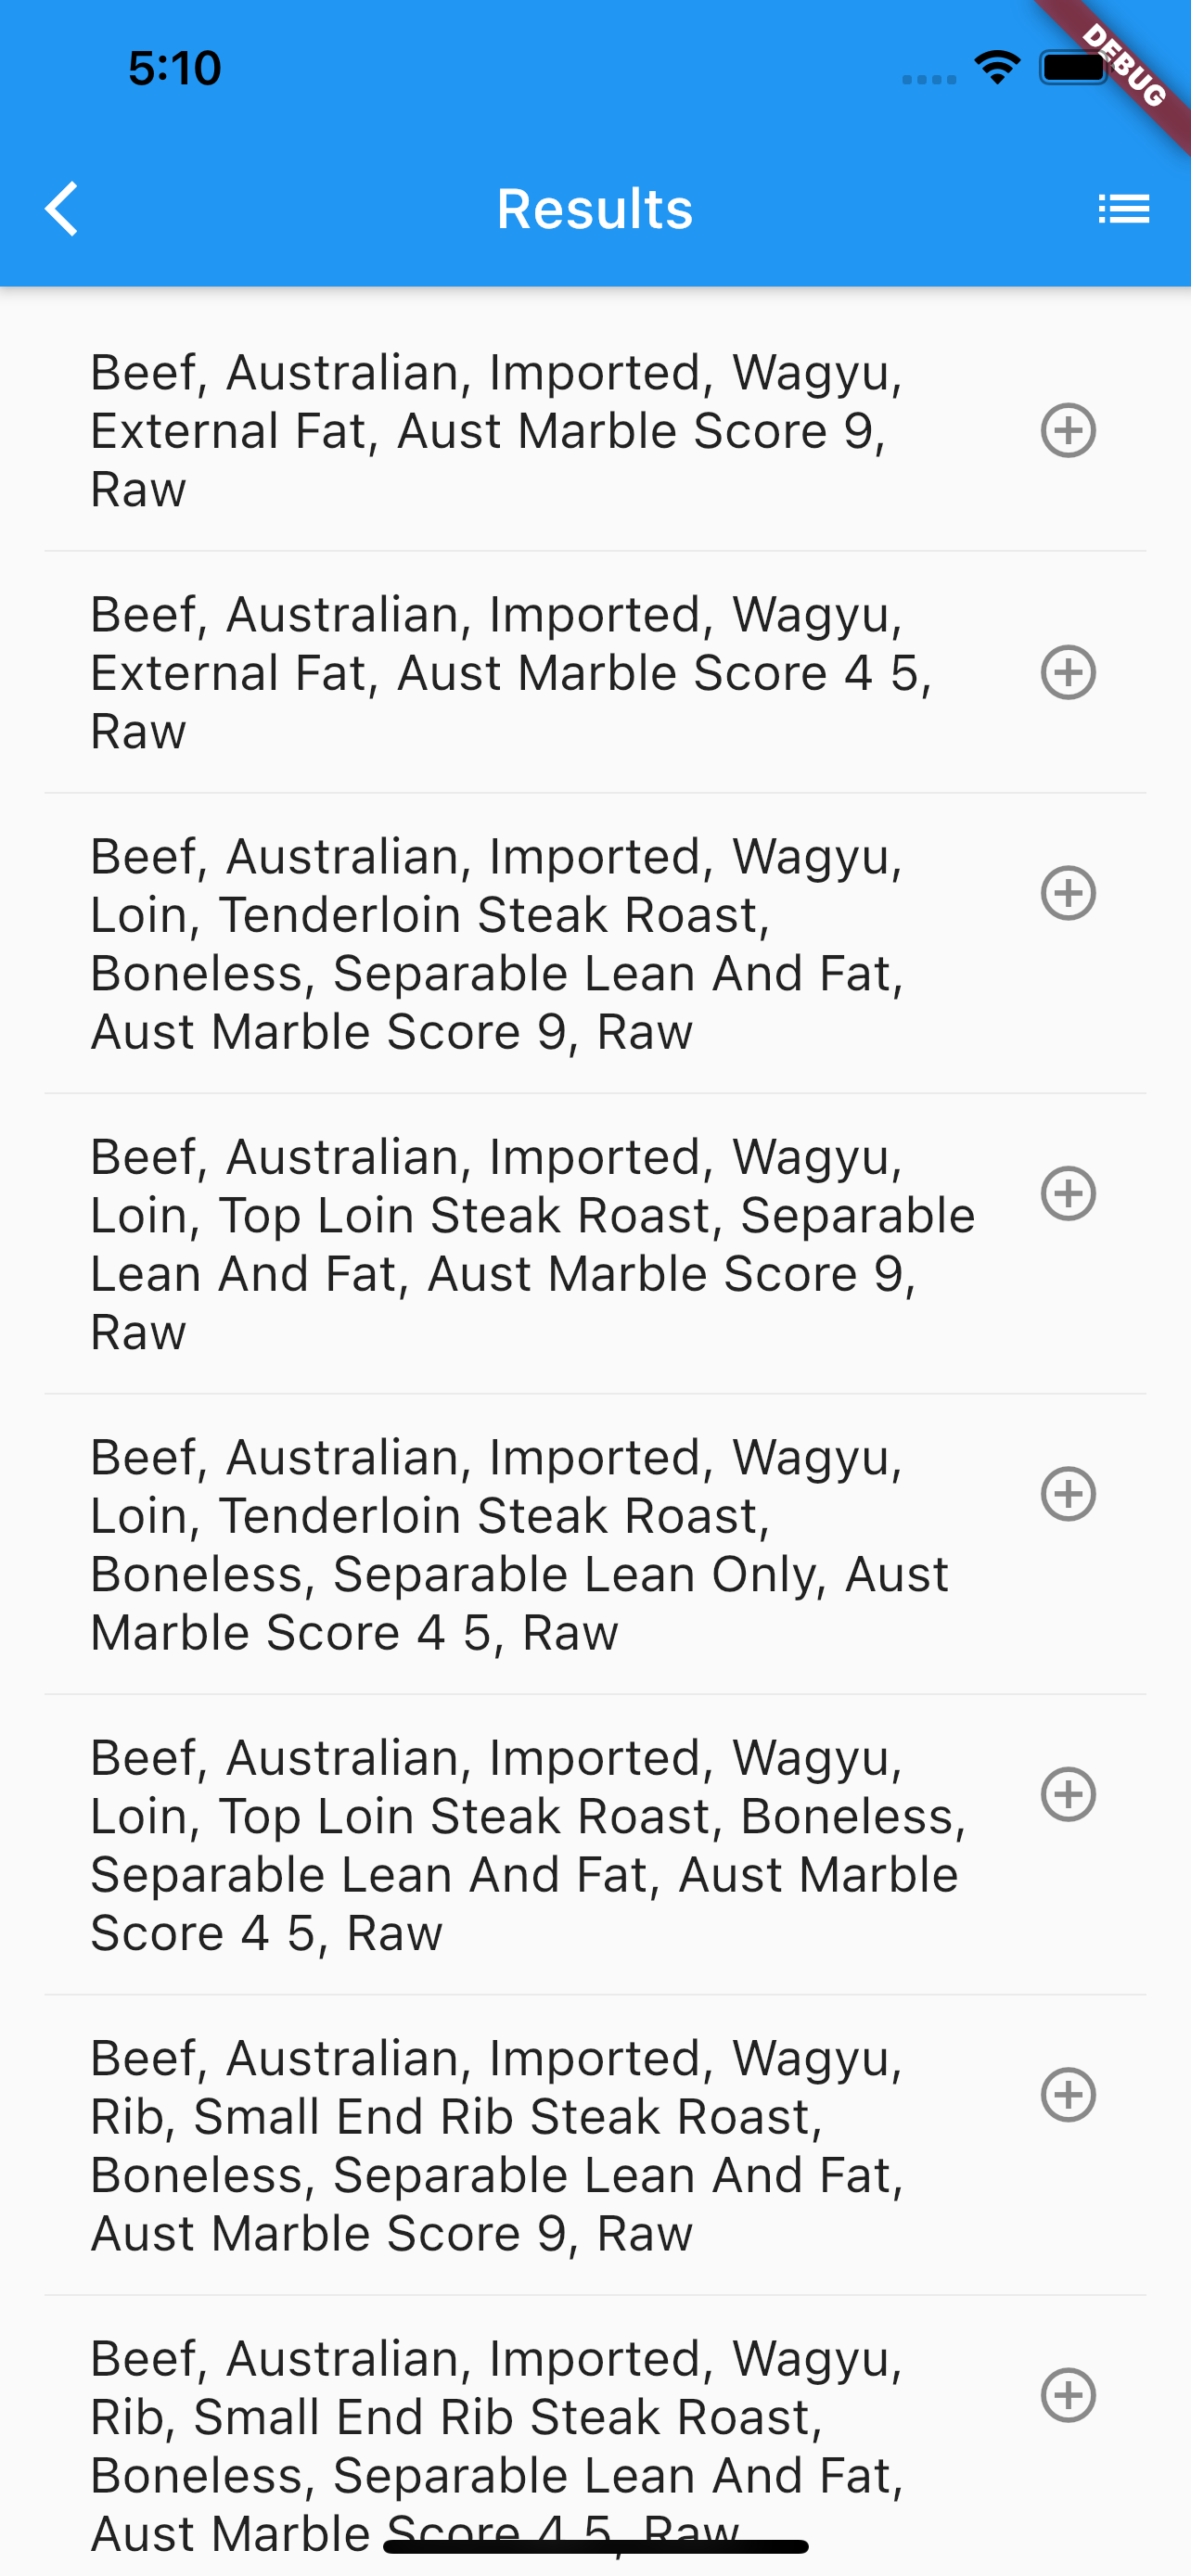 5:10
DEBUG
Results
Beef, Australian, Imported, Wagyu,
External Fat, Aust Marble Score 9,
Raw
Beef, Australian, Imported, Wagyu,
External Fat, Aust Marble Score 4 5,
Raw
Beef, Australian, Imported, Wagyu,
Loin, Tenderloin Steak Roast,
Boneless, Separable Lean And Fat,
Aust Marble Score 9, Raw
Beef, Australian, Imported, Wagyu,
Loin, Top Loin Steak Roast, Separable
Lean And Fat, Aust Marble Score 9,
Raw
Beef, Australian, Imported, Wagyu,
Loin, Tenderloin Steak Roast,
Boneless, Separable Lean Only, Aust
Marble Score 4 5, Raw
Beef, Australian, Imported, Wagyu,
Loin, Top Loin Steak Roast, Boneless,
Separable Lean And Fat, Aust Marble
Score 4 5, Raw
Beef, Australian, Imported, Wagyu,
Rib, Small End Rib Steak Roast,
Boneless, Separable Lean And Fat,
Aust Marble Score 9, Raw
Beef, Australian, Imported, Wagyu,
Rib, Small End Rib Steak Roast,
Boneless, Separable Lean And Fat,
Aust Marble Score 4 5, Raw